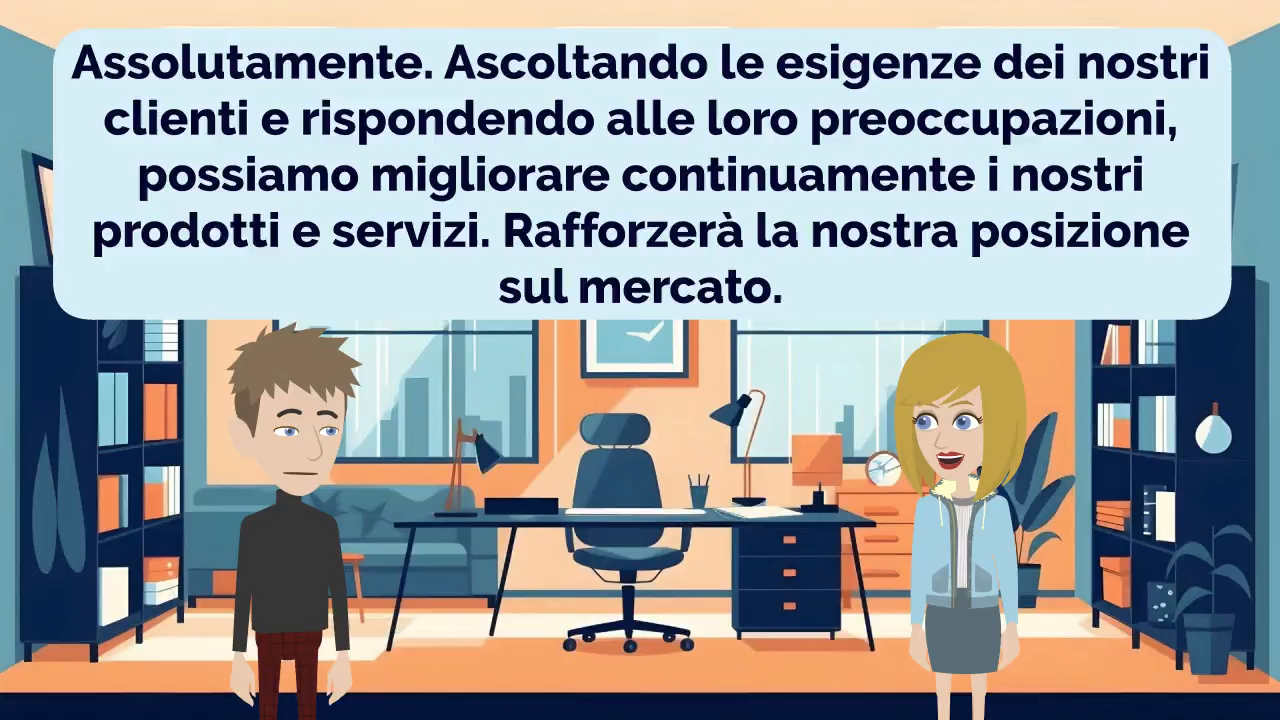 Assolutamente. Ascoltando le esigenze dei nostri
clienti e rispondendo alle loro preoccupazioni,
possiamo migliorare continuamente i nostri
prodotti e servizi. Rafforzerà la nostra posizione
sul mercato.